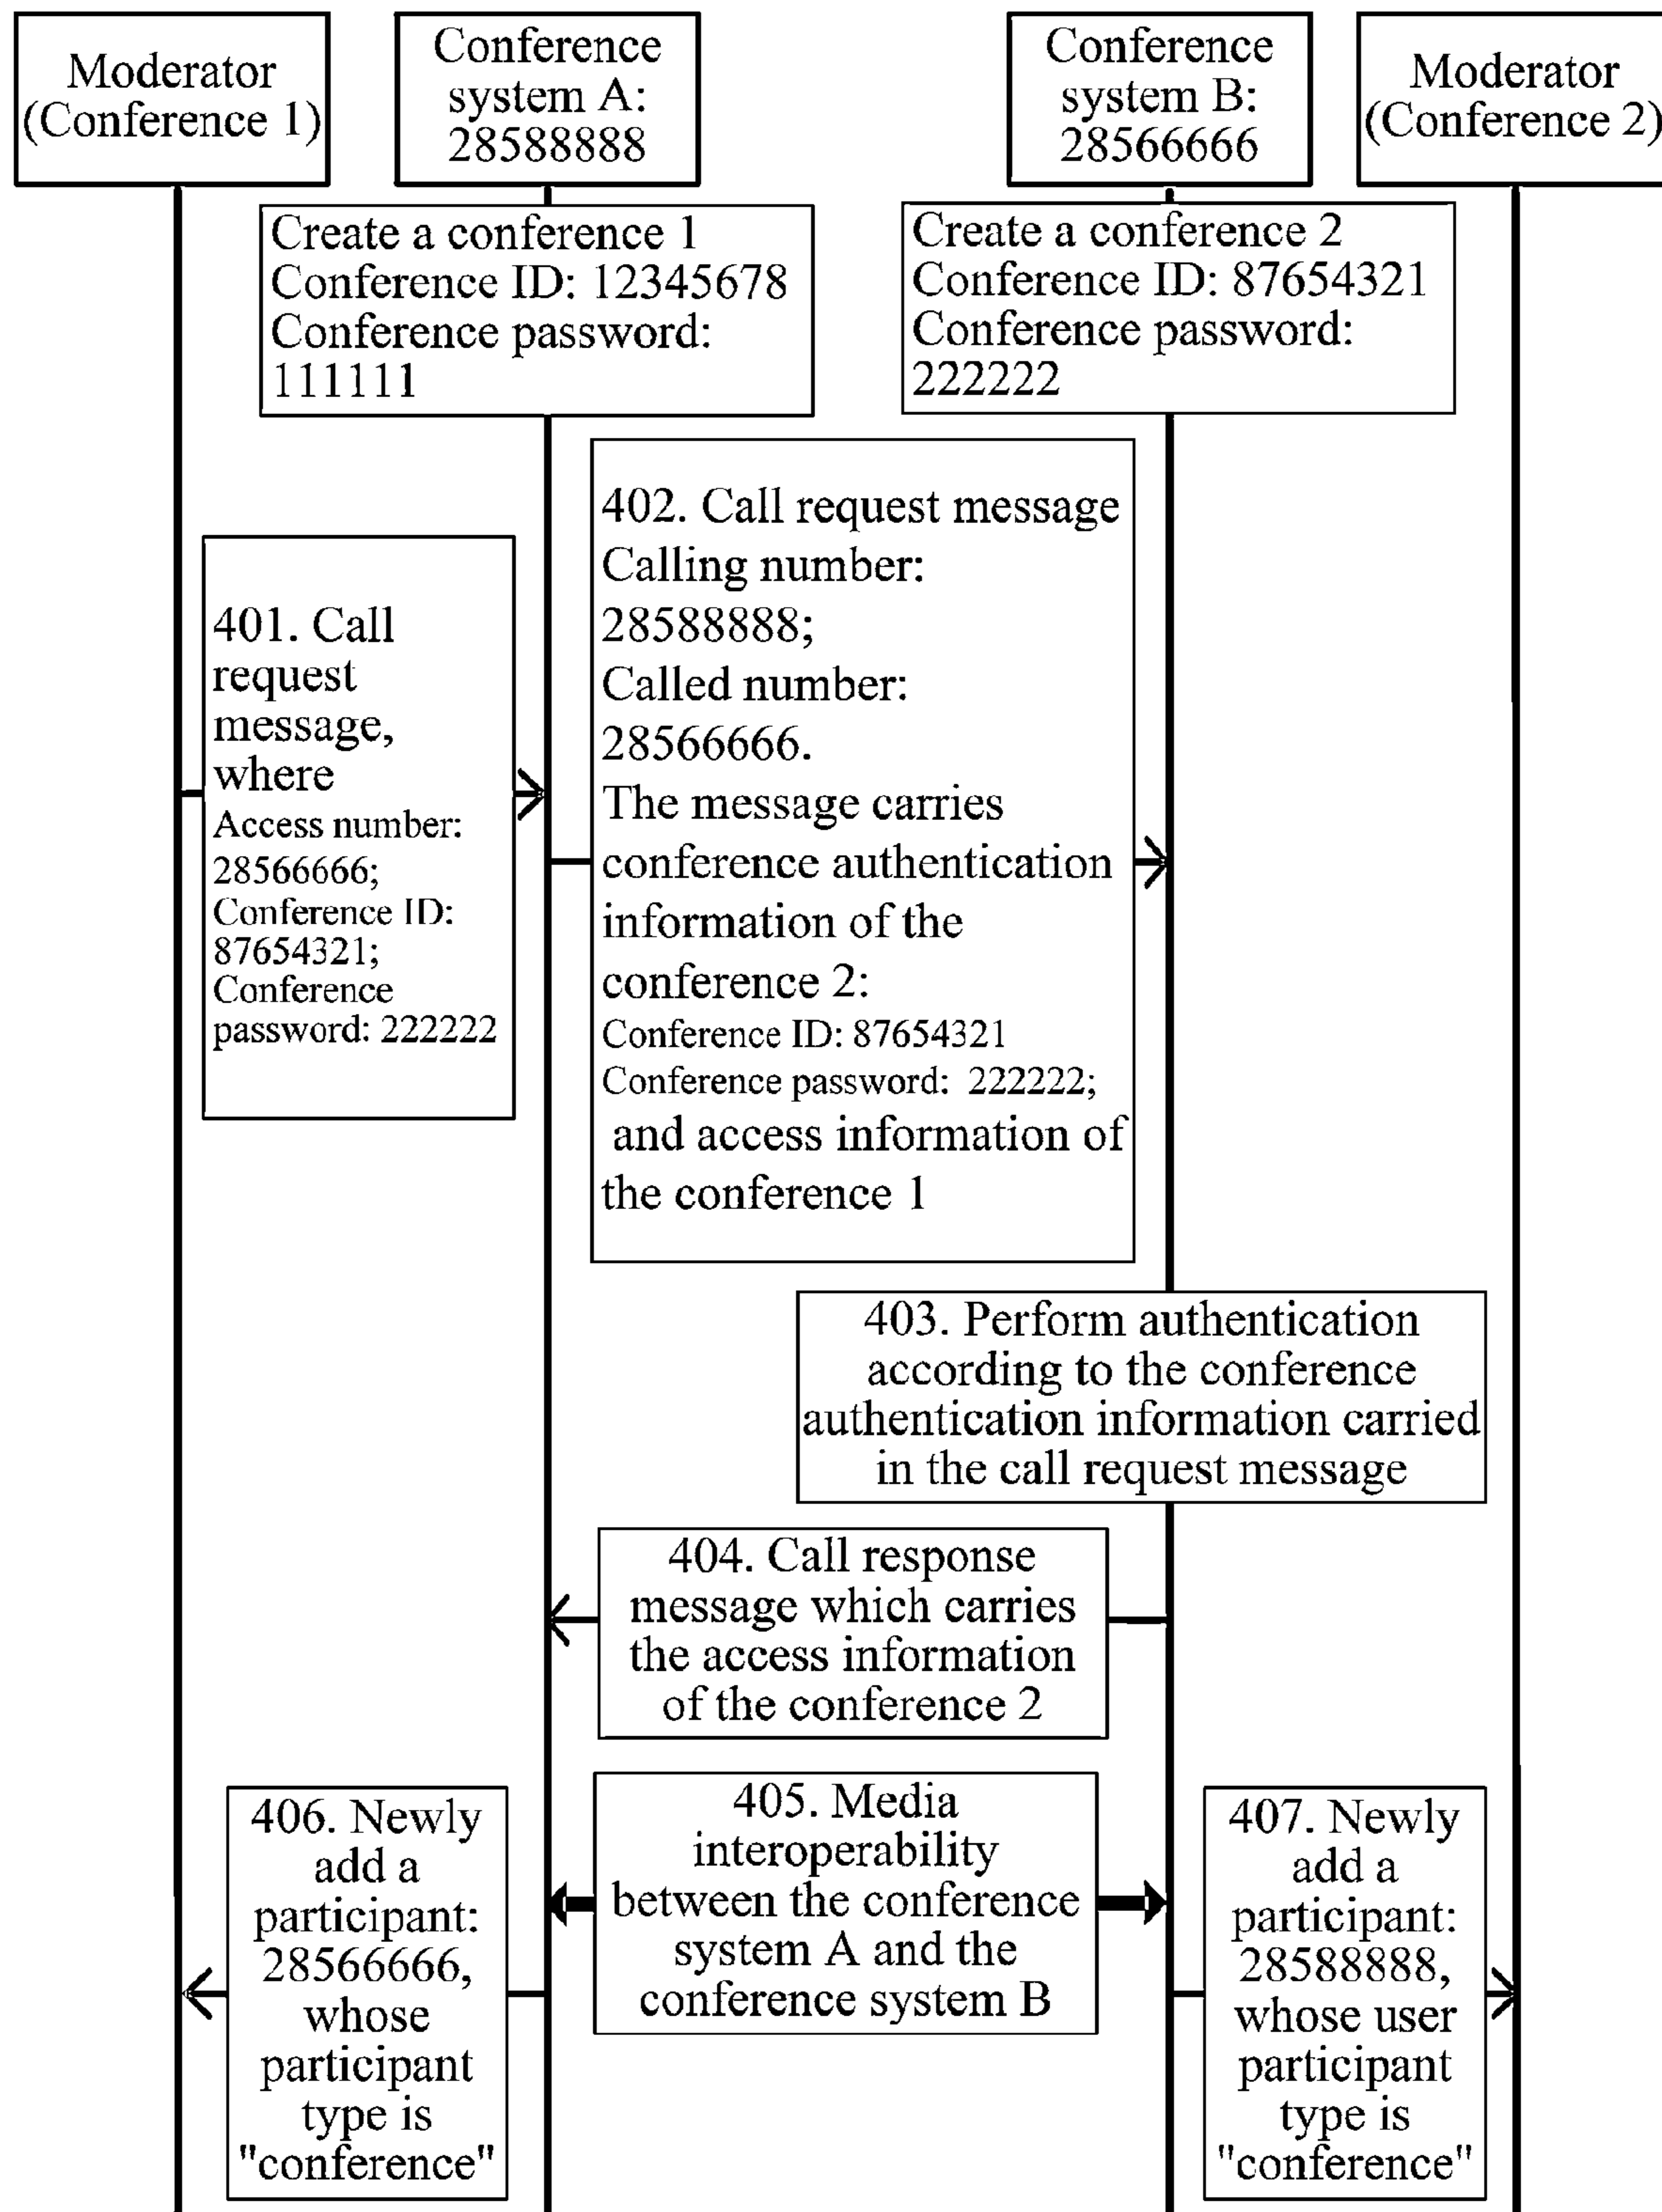 Moderator
(Conference 1)
Conference
system A:
28588888
Conference
system B:
28566666
Moderator
(Conference 2)
Create a conference 1
Conference ID: 12345678
Conference password:
111111
Create a conference 2
Conference ID: 87654321
Conference password:
222222
401. Call
request
message,
where
Access number:
28566666;
Conference ID:
87654321;
Conference
password: 222222
402. Call request message
Calling number:
28588888;
Called number:
28566666.
The message carries
conference authentication
information of the
conference 2:
Conference ID: 87654321
Conference password: 222222;
and access information of
the conference 1
403. Perform authentication
according to the conference
authentication information carried
in the call request message
404. Call response
message which carries
the access information
of the conference 2
406. Newly
add a
participant:
28566666,
whose
participant
type is
"conference"
405. Media
interoperability
between the conference
system A and the
conference system B
407. Newly
add a
participant:
28588888,
whose user
participant
type is
"conference"